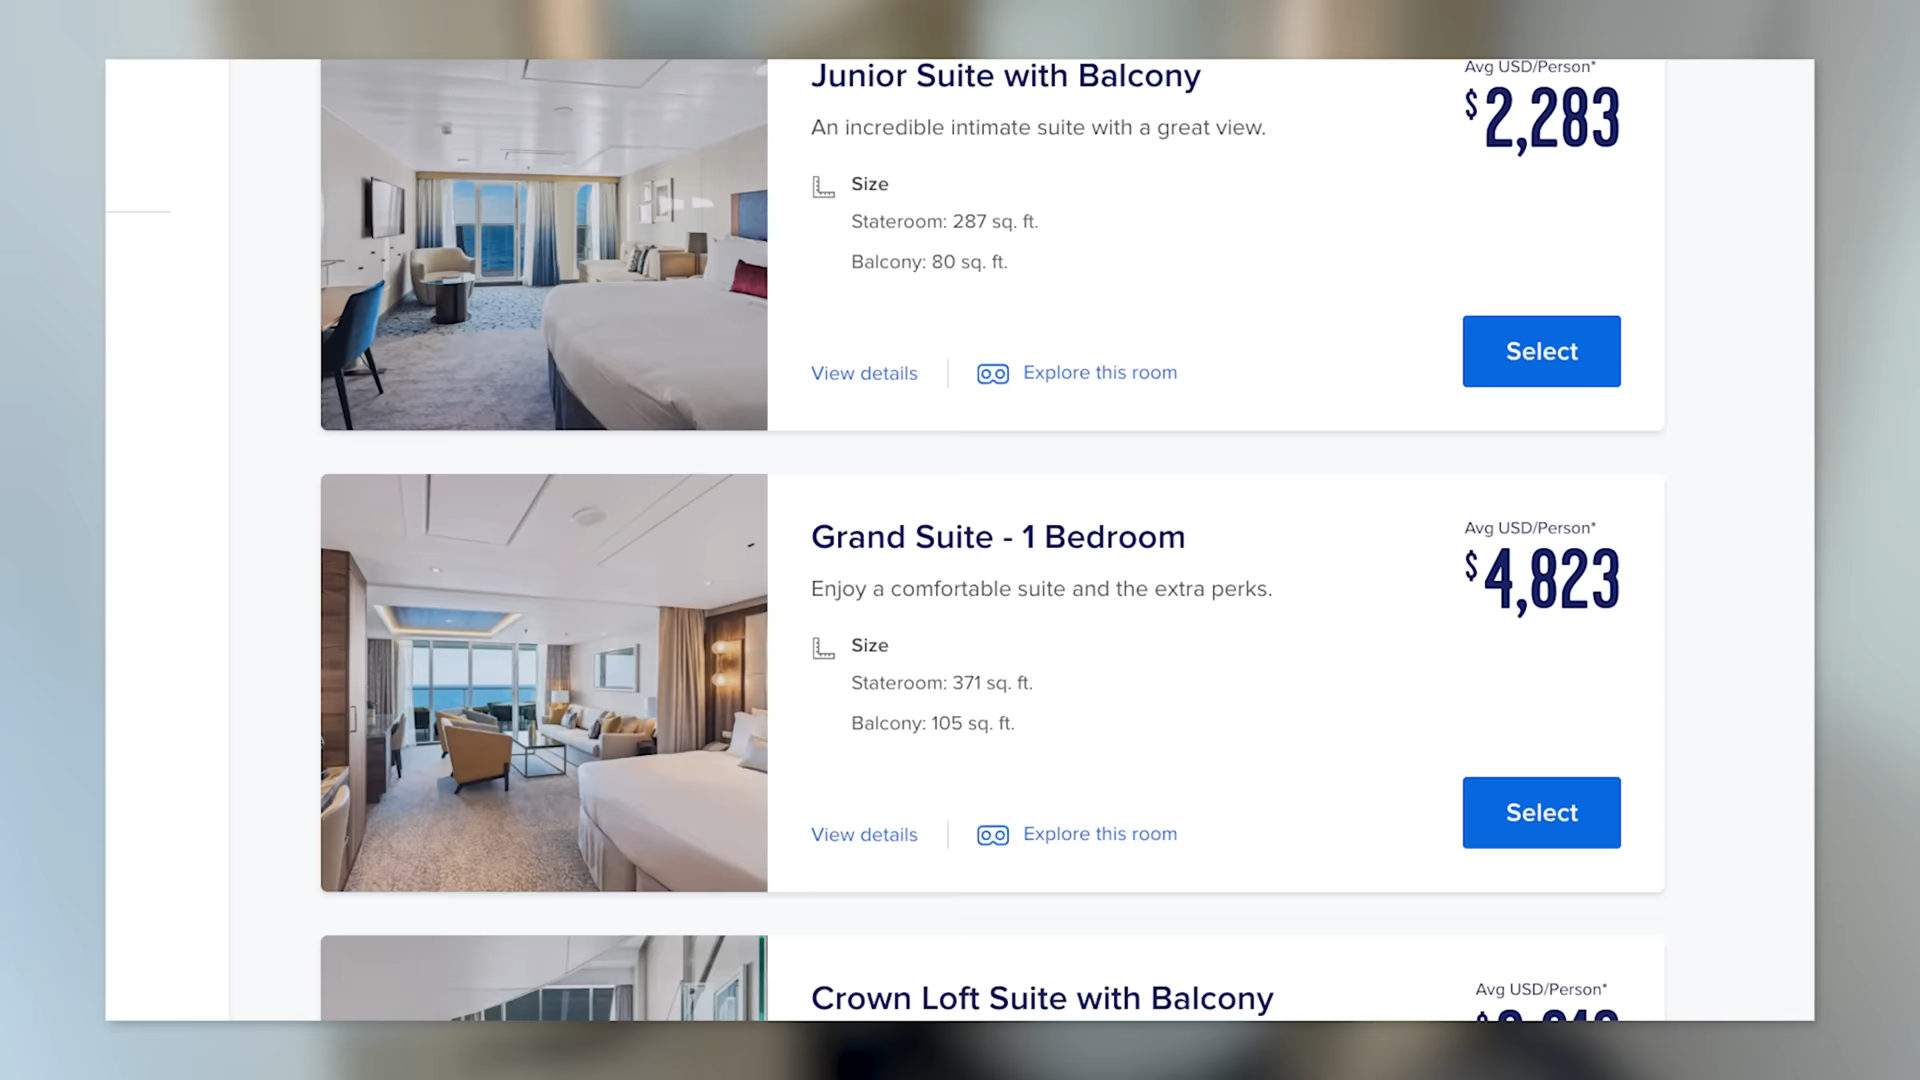 Junior Suite with Balcony
Avg USD/Person*
$2,283
An incredible intimate suite with a great view.
Size
Stateroom: 287 sq. ft.
Balcony: 80 sq. ft.
Select
View details
Explore this room
Grand Suite - 1 Bedroom
Avg USD/Person*
$4,823
Enjoy a comfortable suite and the extra perks.
Size
Stateroom: 371 sq. ft.
Balcony: 105 sq. ft.
Select
View details
Explore this room
Crown Loft Suite with Balcony
Avg USD/Person*